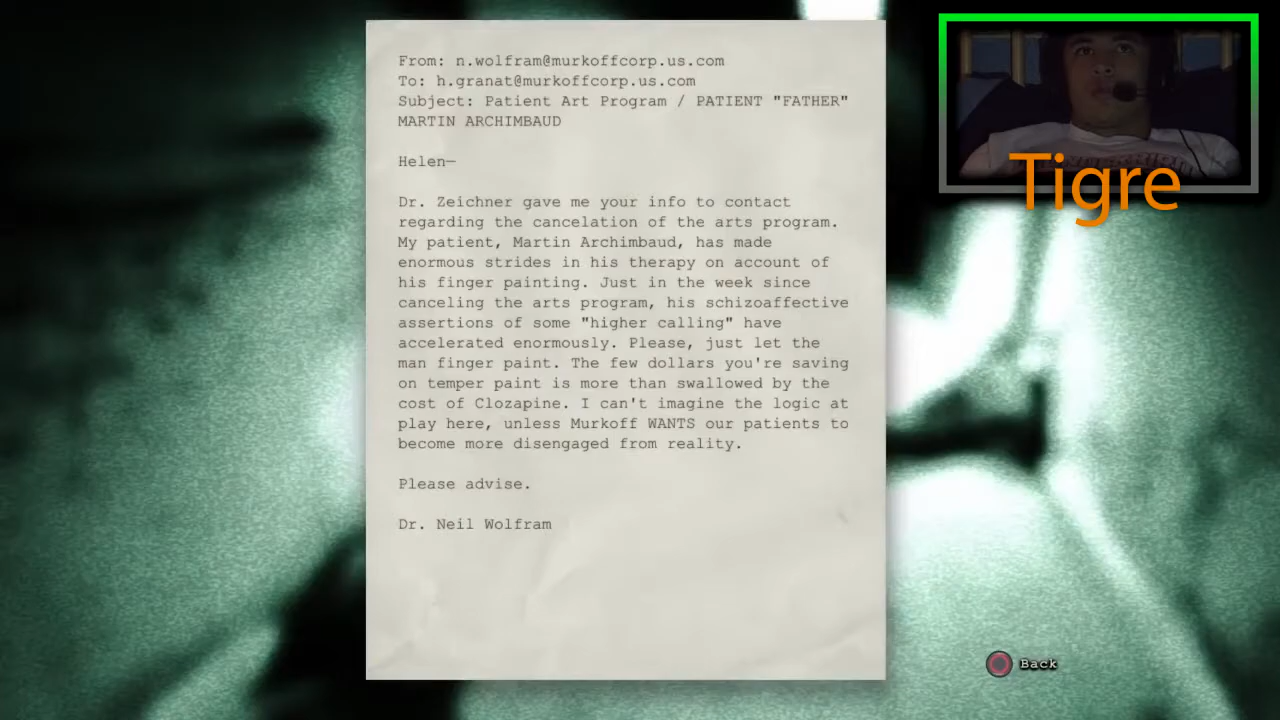 From: n.wolfram@murkoffcorp.us.com
To: h.granat@murkoffcorp.us.com
Subject: Patient Art Program / PATIENT "FATHER"
MARTIN ARCHIMBAUD
Helen—
Dr. Zeichner gave me your info to contact
regarding the cancelation of the arts program.
My patient, Martin Archimbaud, has made
enormous strides in his therapy on account of
his finger painting. Just in the week since
canceling the arts program, his schizoaffective
assertions of some "higher calling" have
accelerated enormously. Please, just let the
man finger paint. The few dollars you're saving
on temper paint is more than swallowed by the
cost of Clozapine. I can't imagine the logic at
play here, unless Murkoff WANTS our patients to
become more disengaged from reality.
Please advise.
Dr. Neil Wolfram
Tigre
Back